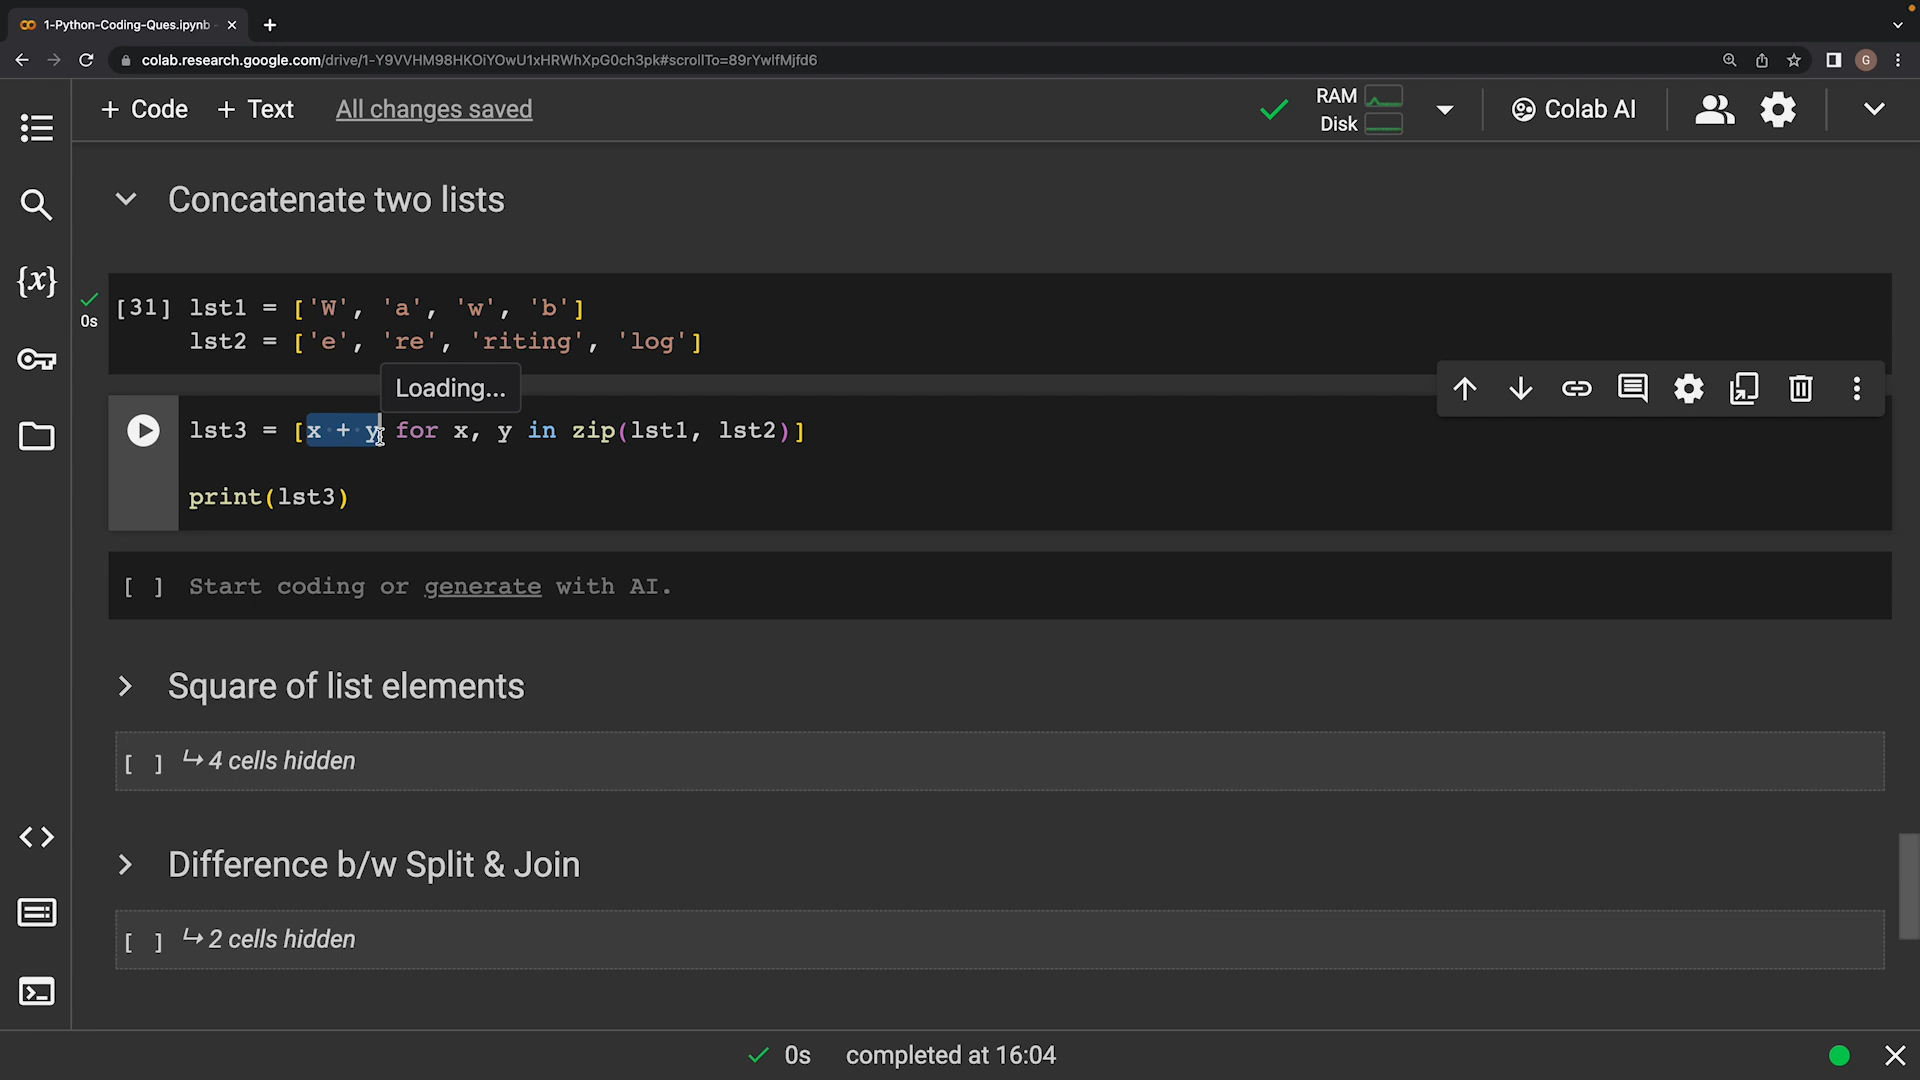 1-Python-Coding-Ques.ipynb -
colab.research.google.com/drive/1-Y9VVHM98HKOiYOwU1xHRWhXpG0ch3pk#scrollTo=89rYwlfMjfd6
G
+ Code + Text All changes saved
RAM
Disk
Colab AI
Concatenate two lists
{x}
0s
[31] lst1 = ['W', 'a', 'w', 'b']
lst2 = ['e', 're', 'riting', 'log']
Loading...
lst3 = [x + y for x, y in zip(lst1, lst2)]
print(lst3)
[ ] Start coding or generate with AI.
Square of list elements
[ ] ↳ 4 cells hidden
Difference b/w Split & Join
[ ] ↳ 2 cells hidden
0s completed at 16:04